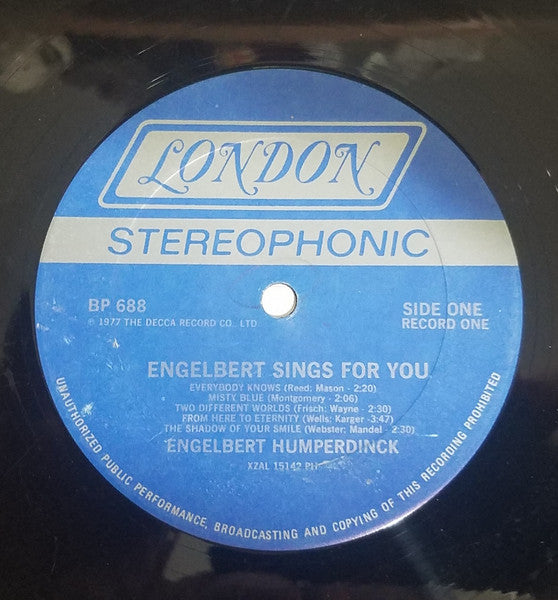 LONDON
STEREOPHONIC
BP 688
℗ 1977 THE DECCA RECORD CO. LTD.
SIDE ONE
RECORD ONE
ENGELBERT SINGS FOR YOU
EVERYBODY KNOWS (Reed: Mason - 2:20)
MISTY BLUE (Montgomery - 2:06)
TWO DIFFERENT WORLDS (Frisch: Wayne - 2:30)
FROM HERE TO ETERNITY (Wells: Karger - 3:47)
THE SHADOW OF YOUR SMILE (Webster: Mandel - 2:30)
ENGELBERT HUMPERDINCK
XZAL 15142
UNAUTHORIZED PUBLIC PERFORMANCE, BROADCASTING AND COPYING OF THIS RECORDING PROHIBITED